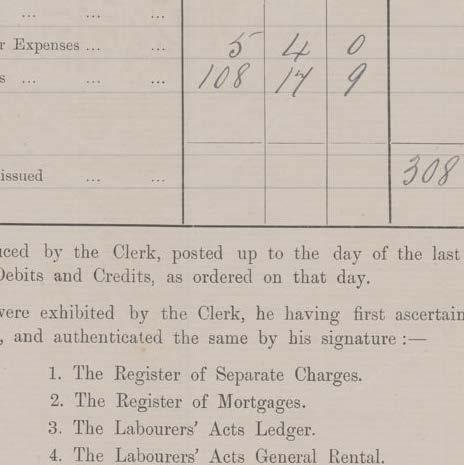 ... ... ...
r Expenses ... ... 5 4 0
s ... ... ... 108 17 9
issued ... ... 308
uced by the Clerk, posted up to the day of the last
Debits and Credits, as ordered on that day.
were exhibited by the Clerk, he having first ascertain
, and authenticated the same by his signature :—
1. The Register of Separate Charges.
2. The Register of Mortgages.
3. The Labourers' Acts Ledger.
4. The Labourers' Acts General Rental.